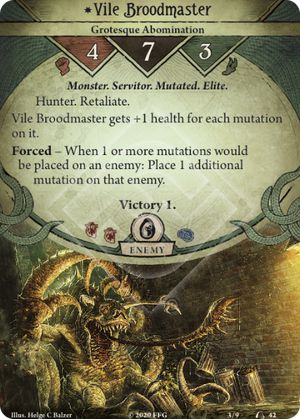 Vile Broodmaster
Grotesque Abomination
4 7 3
Monster. Servitor. Mutated. Elite.
Hunter. Retaliate.
Vile Broodmaster gets +1 health for each mutation
on it.
Forced – When 1 or more mutations would
be placed on an enemy: Place 1 additional
mutation on that enemy.
Victory 1.
ENEMY
Illus. Helge C Balzer © 2020 FFG 3/9 42